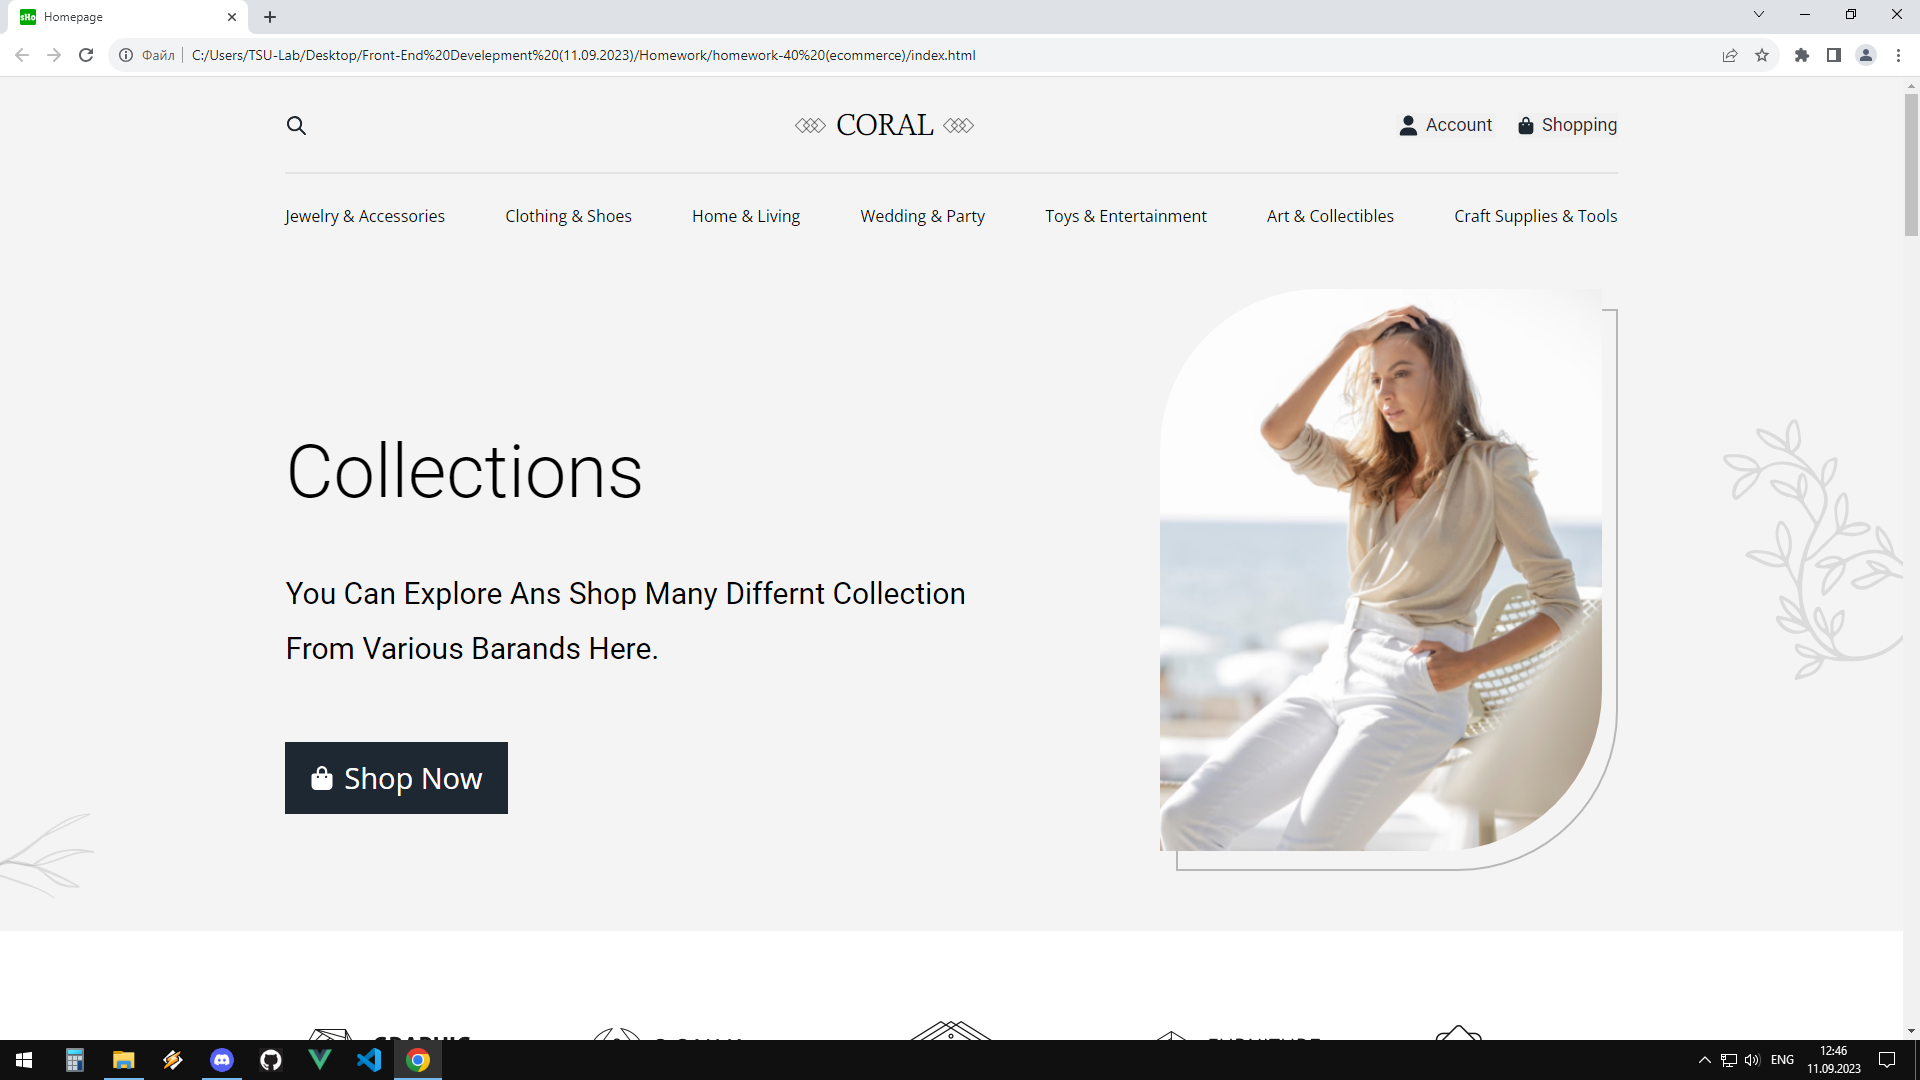 sHo
Homepage
Файл
C:/Users/TSU-Lab/Desktop/Front-End%20Develepment%20(11.09.2023)/Homework/homework-40%20(ecommerce)/index.html
CORAL
Account
Shopping
Jewelry & Accessories
Clothing & Shoes
Home & Living
Wedding & Party
Toys & Entertainment
Art & Collectibles
Craft Supplies & Tools
Collections
You Can Explore Ans Shop Many Differnt Collection
From Various Barands Here.
Shop Now
GRAPHIC
FURNITURE
ENG
12:46
11.09.2023